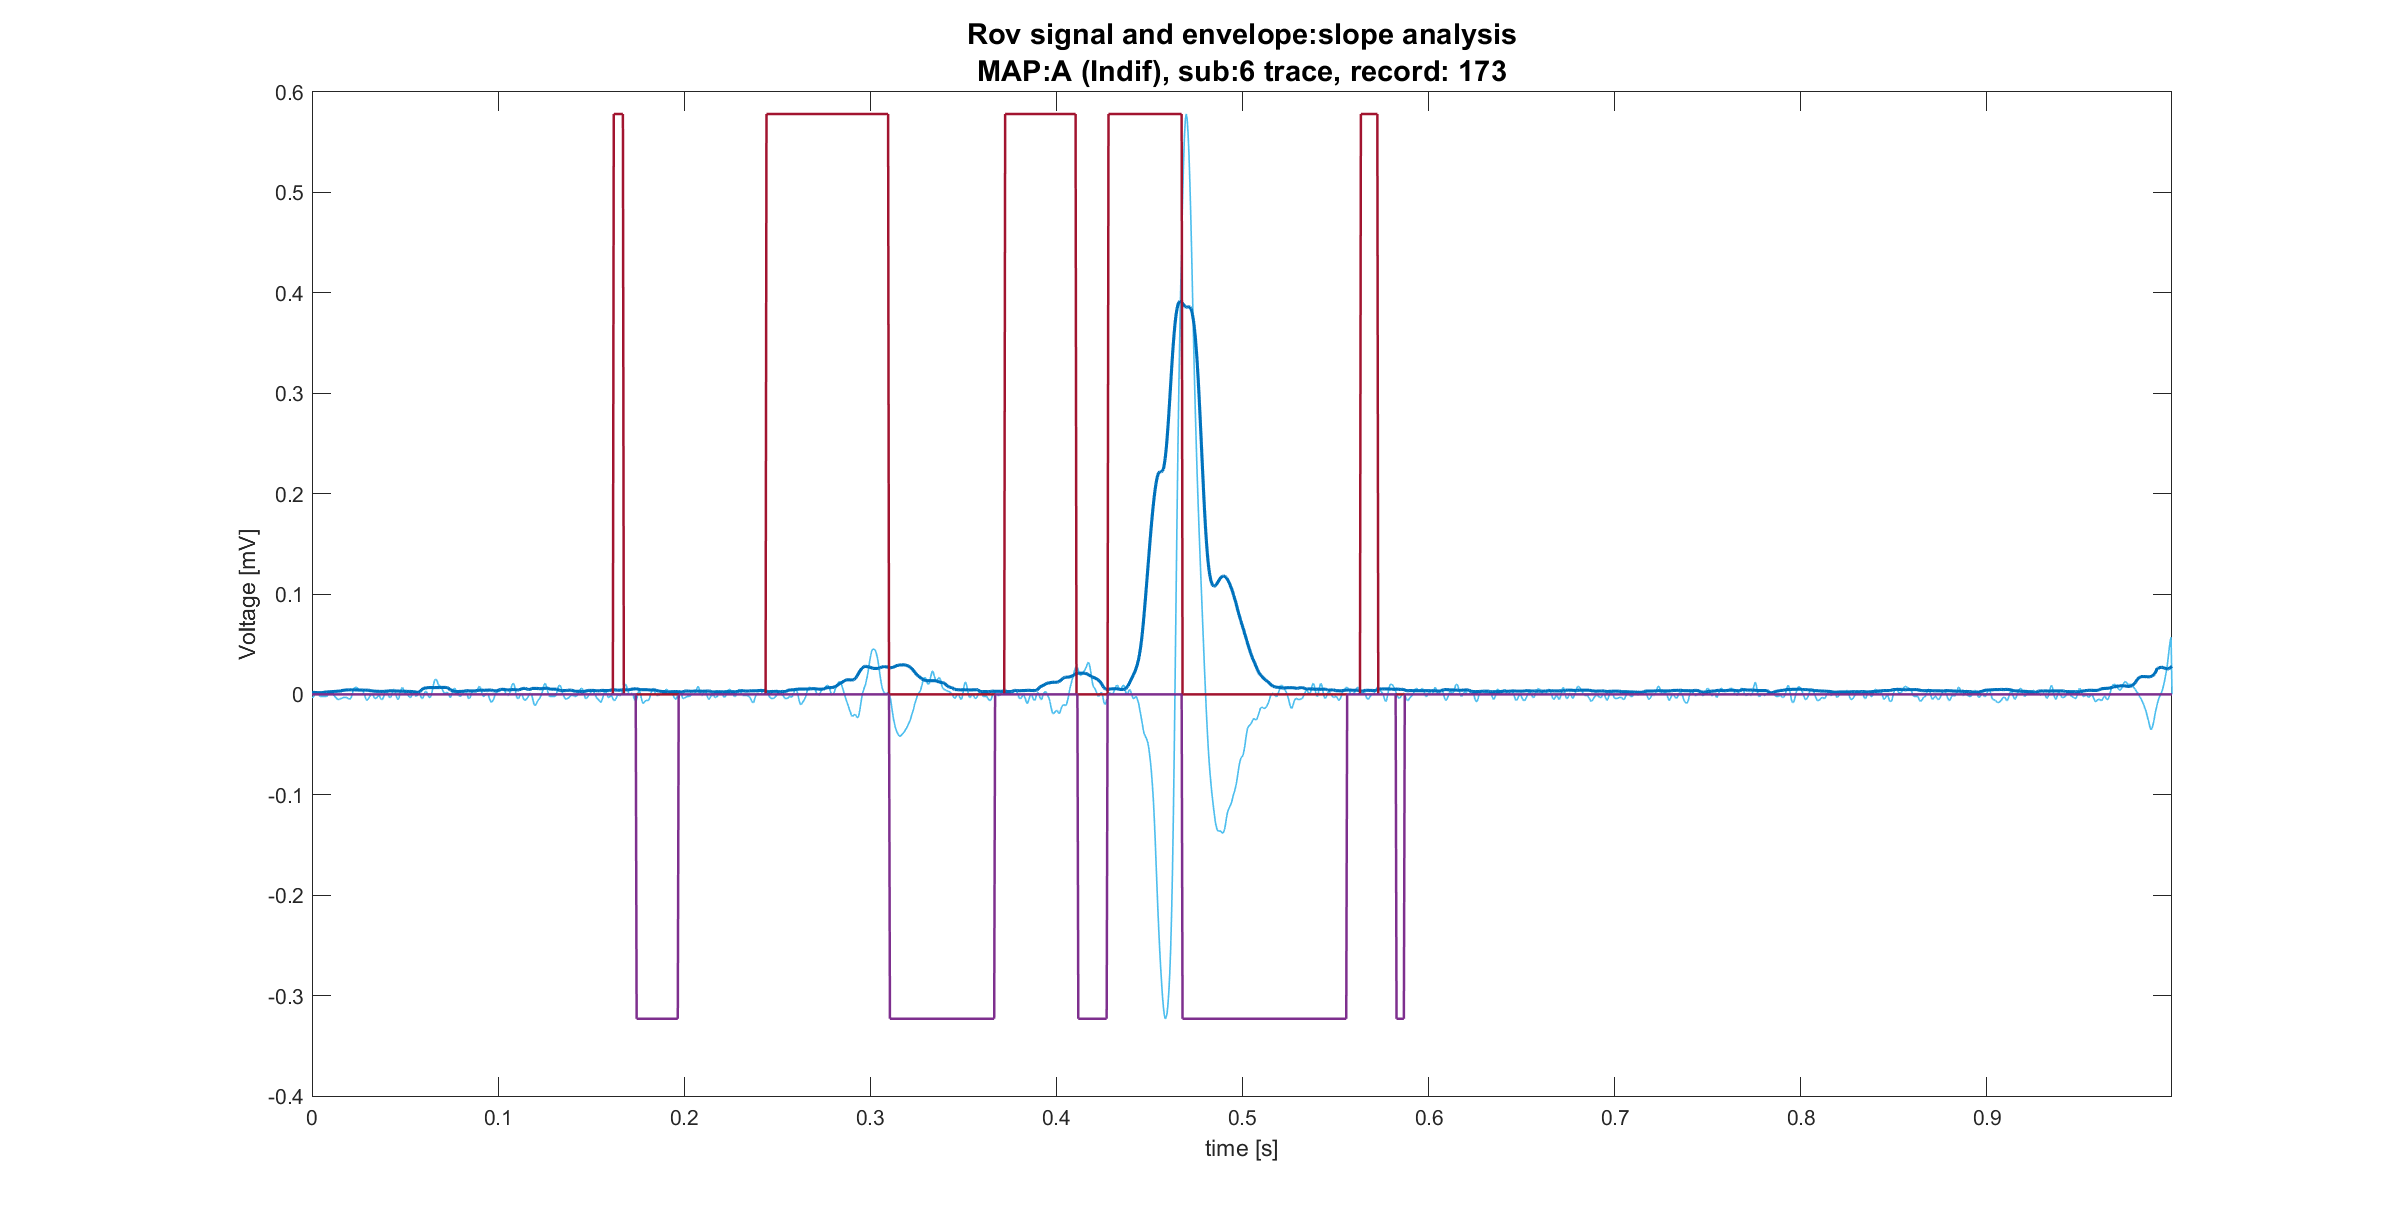 Rov signal and envelope:slope analysis
MAP:A (Indif), sub:6 trace, record: 173
0.6
0.5
0.4
0.3
0.2
0.1
0
-0.1
-0.2
-0.3
-0.4
Voltage [mV]
0 0.1 0.2 0.3 0.4 0.5 0.6 0.7 0.8 0.9
time [s]